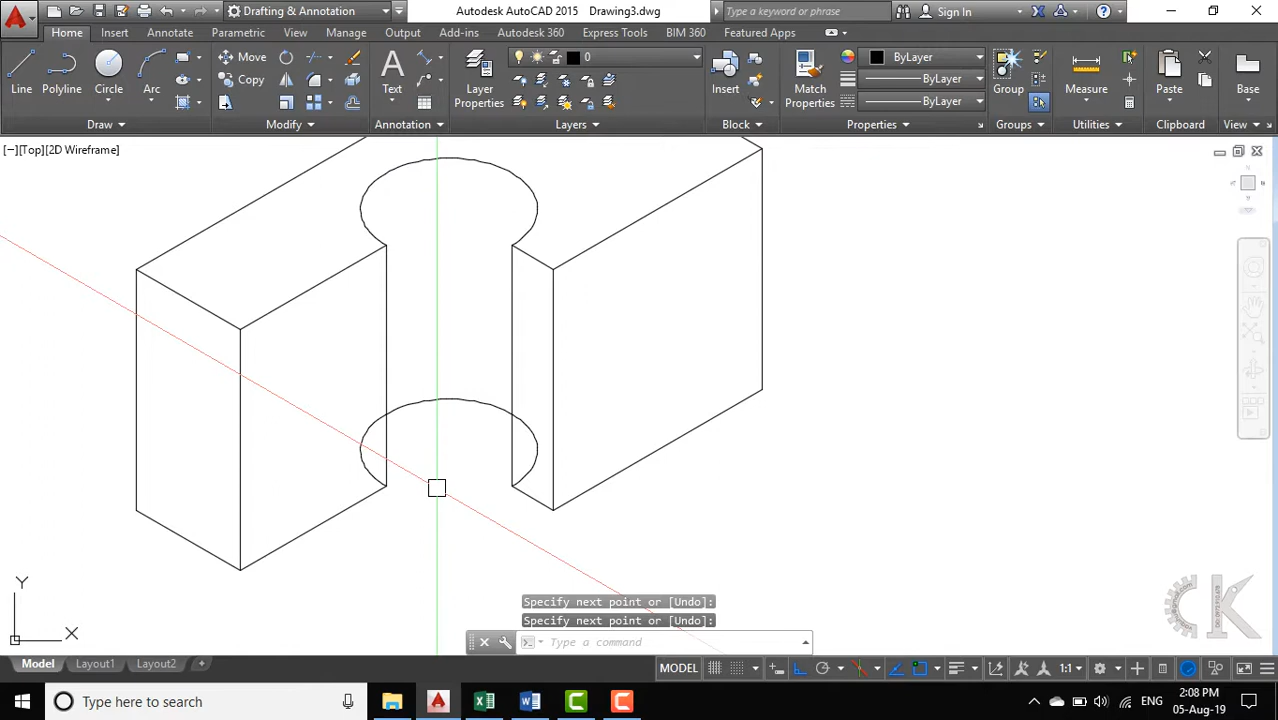 Drafting & Annotation
Autodesk AutoCAD 2015 Drawing3.dwg
Type a keyword or phrase
Sign In
Home Insert Annotate Parametric View Manage Output Add-ins Autodesk 360 Express Tools BIM 360 Featured Apps
Line
Polyline
Circle
Arc
Move
Copy
Text
Layer
Properties
0
Insert
Match
Properties
ByLayer
ByLayer
ByLayer
Group
Measure
Paste
Base
Draw
Modify
Annotation
Layers
Block
Properties
Groups
Utilities
Clipboard
View
[−][Top][2D Wireframe]
Y
X
Specify next point or [Undo]:
Specify next point or [Undo]:
Type a command
Model Layout1 Layout2 +
MODEL
1:1
Type here to search
ENG
2:08 PM
05-Aug-19